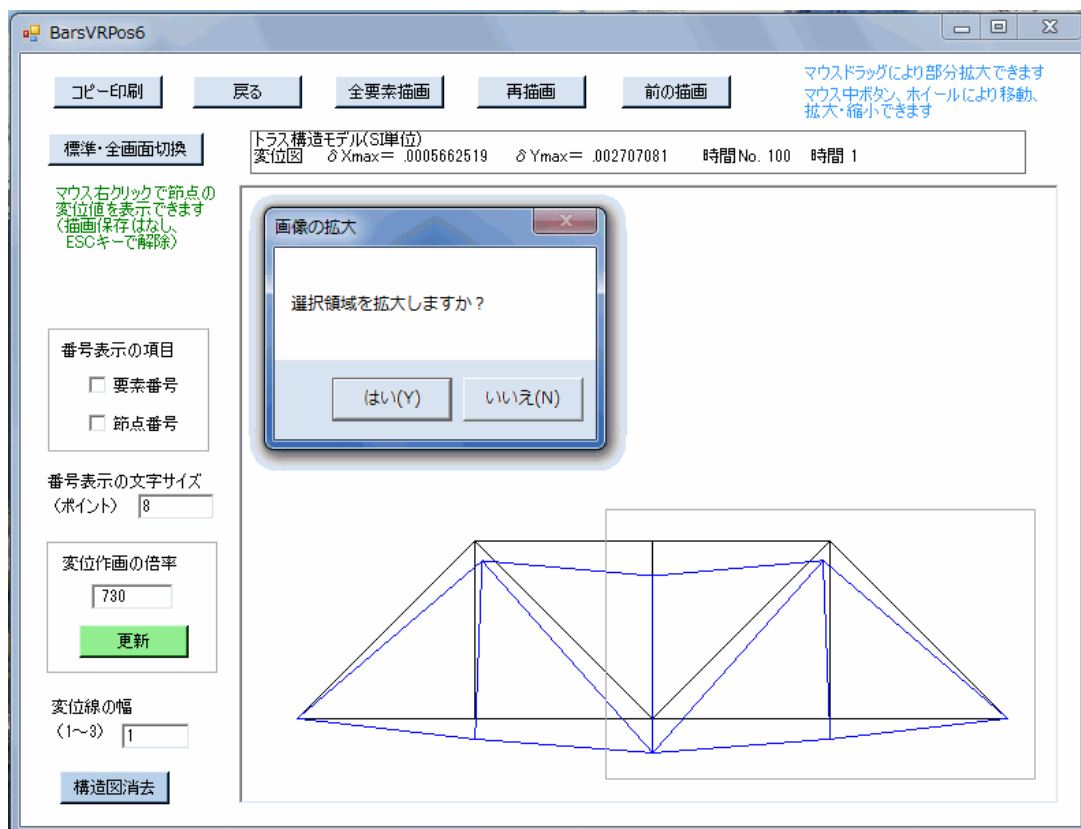 BarsVRPos6
コピー印刷
戻る
全要素描画
再描画
前の描画
マウスドラッグにより部分拡大できます
マウス中ボタン、ホイールにより移動、
拡大・縮小できます
標準・全画面切換
トラス構造モデル(SI単位)
変位図 δXmax= .0005662519 δYmax= .002707081 時間No. 100 時間 1
マウス右クリックで節点の
変位値を表示できます
(描画保存はなし、
ESCキーで解除)
画像の拡大
選択領域を拡大しますか?
はい(Y)
いいえ(N)
番号表示の項目
要素番号
節点番号
番号表示の文字サイズ
(ポイント) 8
変位作画の倍率
730
更新
変位線の幅
(1~3) 1
構造図消去